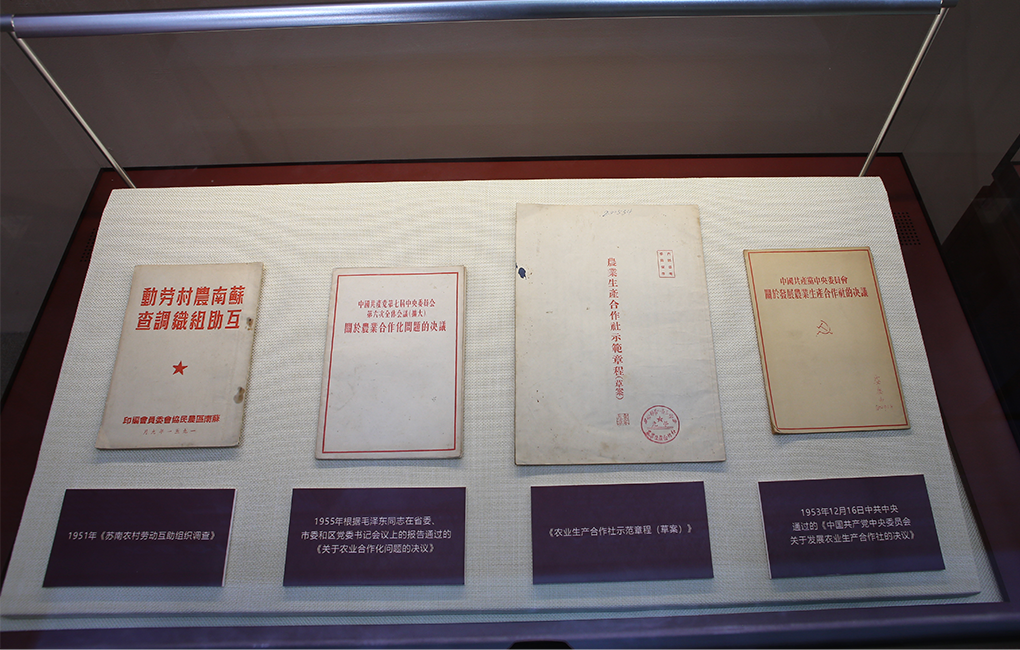 蘇南農村勞動
互助組織調查
蘇南區農民協會委員會編印
一九五一年九月
中國共產党第七屆中央委員会
第六次全体会議(擴大)
關於農業合作化問題的决議
農業生產合作社示範章程(草案)
中國共產黨中央委員會
關於發展農業生產合作社的决議
1951年《苏南农村劳动互助组织调查》
1955年根据毛泽东同志在省委、
市委和区党委书记会议上的报告通过的
《关于农业合作化问题的决议》
《农业生产合作社示范章程（草案）》
1953年12月16日中共中央
通过的《中国共产党中央委员会
关于发展农业生产合作社的决议》